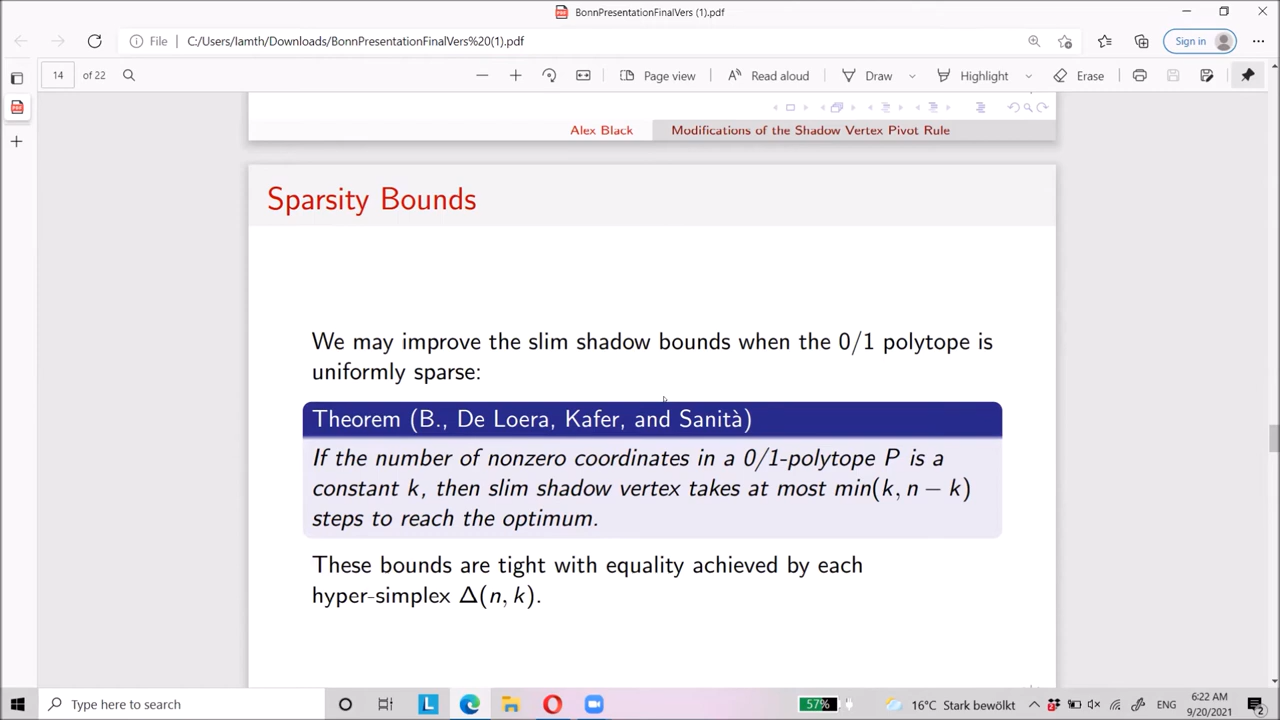 BonnPresentationFinalVers (1).pdf
File C:/Users/Iamth/Downloads/BonnPresentationFinalVers%20(1).pdf
Sign in
14 of 22
Page view
Read aloud
Draw
Highlight
Erase
Alex Black Modifications of the Shadow Vertex Pivot Rule
Sparsity Bounds
We may improve the slim shadow bounds when the 0/1 polytope is
uniformly sparse:
Theorem (B., De Loera, Kafer, and Sanità)
If the number of nonzero coordinates in a 0/1-polytope P is a
constant k, then slim shadow vertex takes at most min(k, n − k)
steps to reach the optimum.
These bounds are tight with equality achieved by each
hyper-simplex Δ(n, k).
Type here to search
57%
16°C Stark bewölkt
ENG
6:22 AM
9/20/2021
2